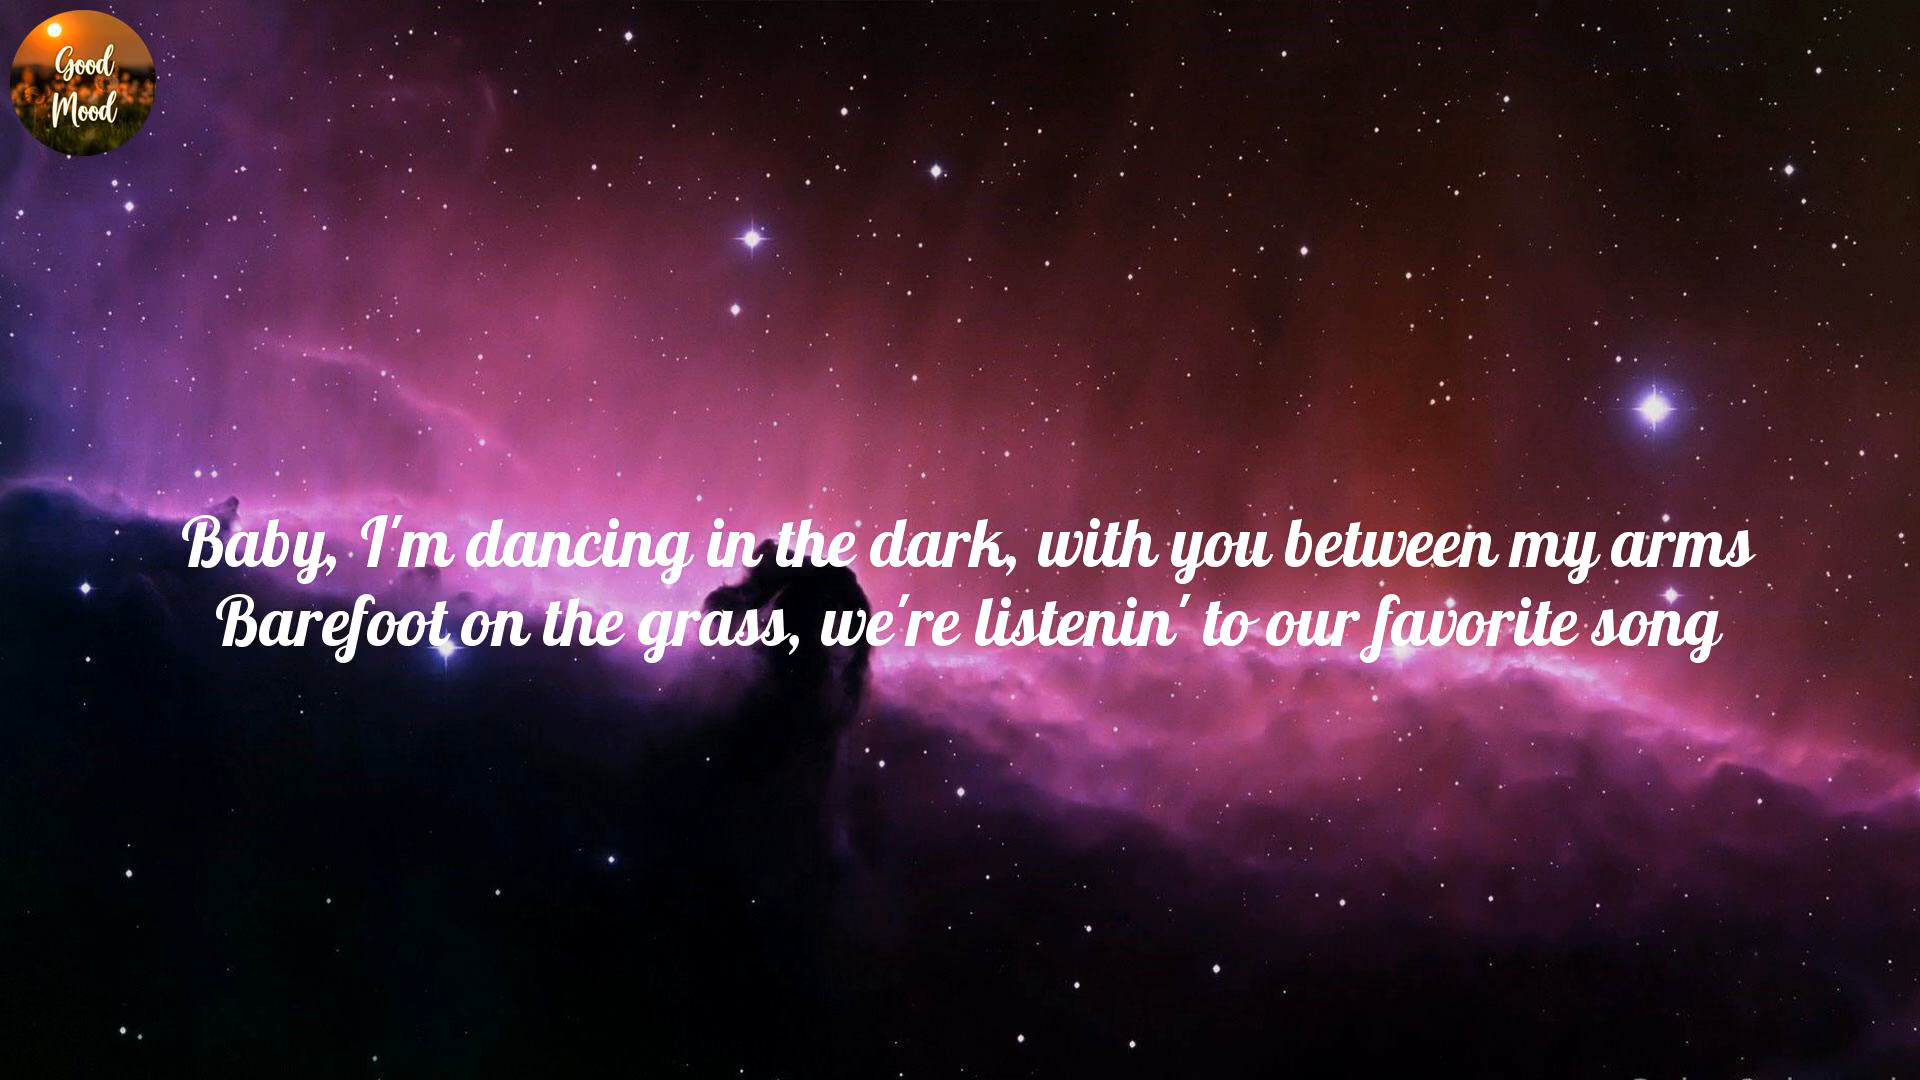 Good
Mood
Baby, I'm dancing in the dark, with you between my arms
Barefoot on the grass, we're listenin' to our favorite song